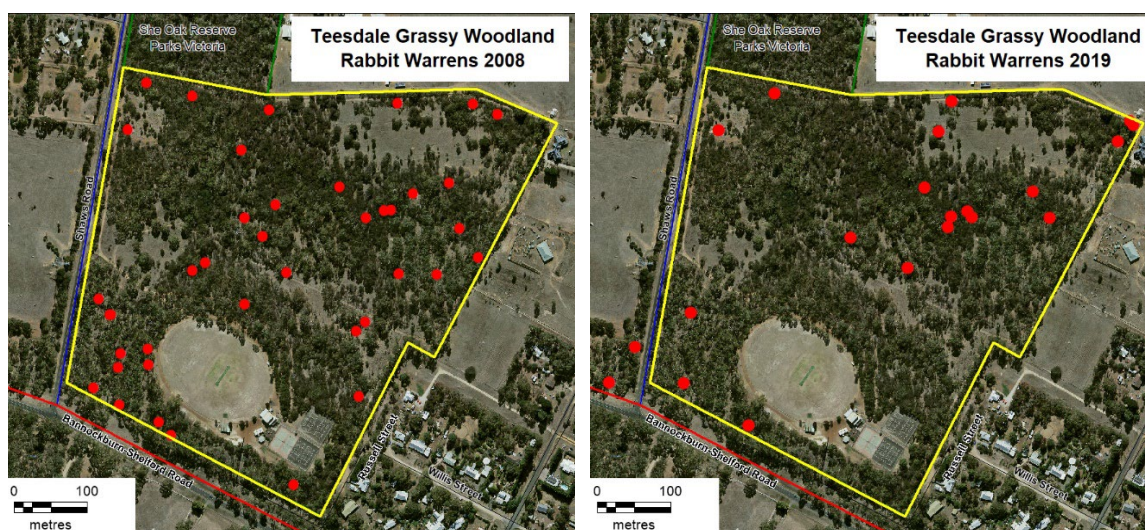 She Oak Reserve
Parks Victoria
Teesdale Grassy Woodland
Rabbit Warrens 2008
Shaws Road
Bannockburn-Shelford Road
Russell Street
Willis Street
0 100
metres
She Oak Reserve
Parks Victoria
Teesdale Grassy Woodland
Rabbit Warrens 2019
Shaws Road
Bannockburn-Shelford Road
Russell Street
Willis Street
0 100
metres